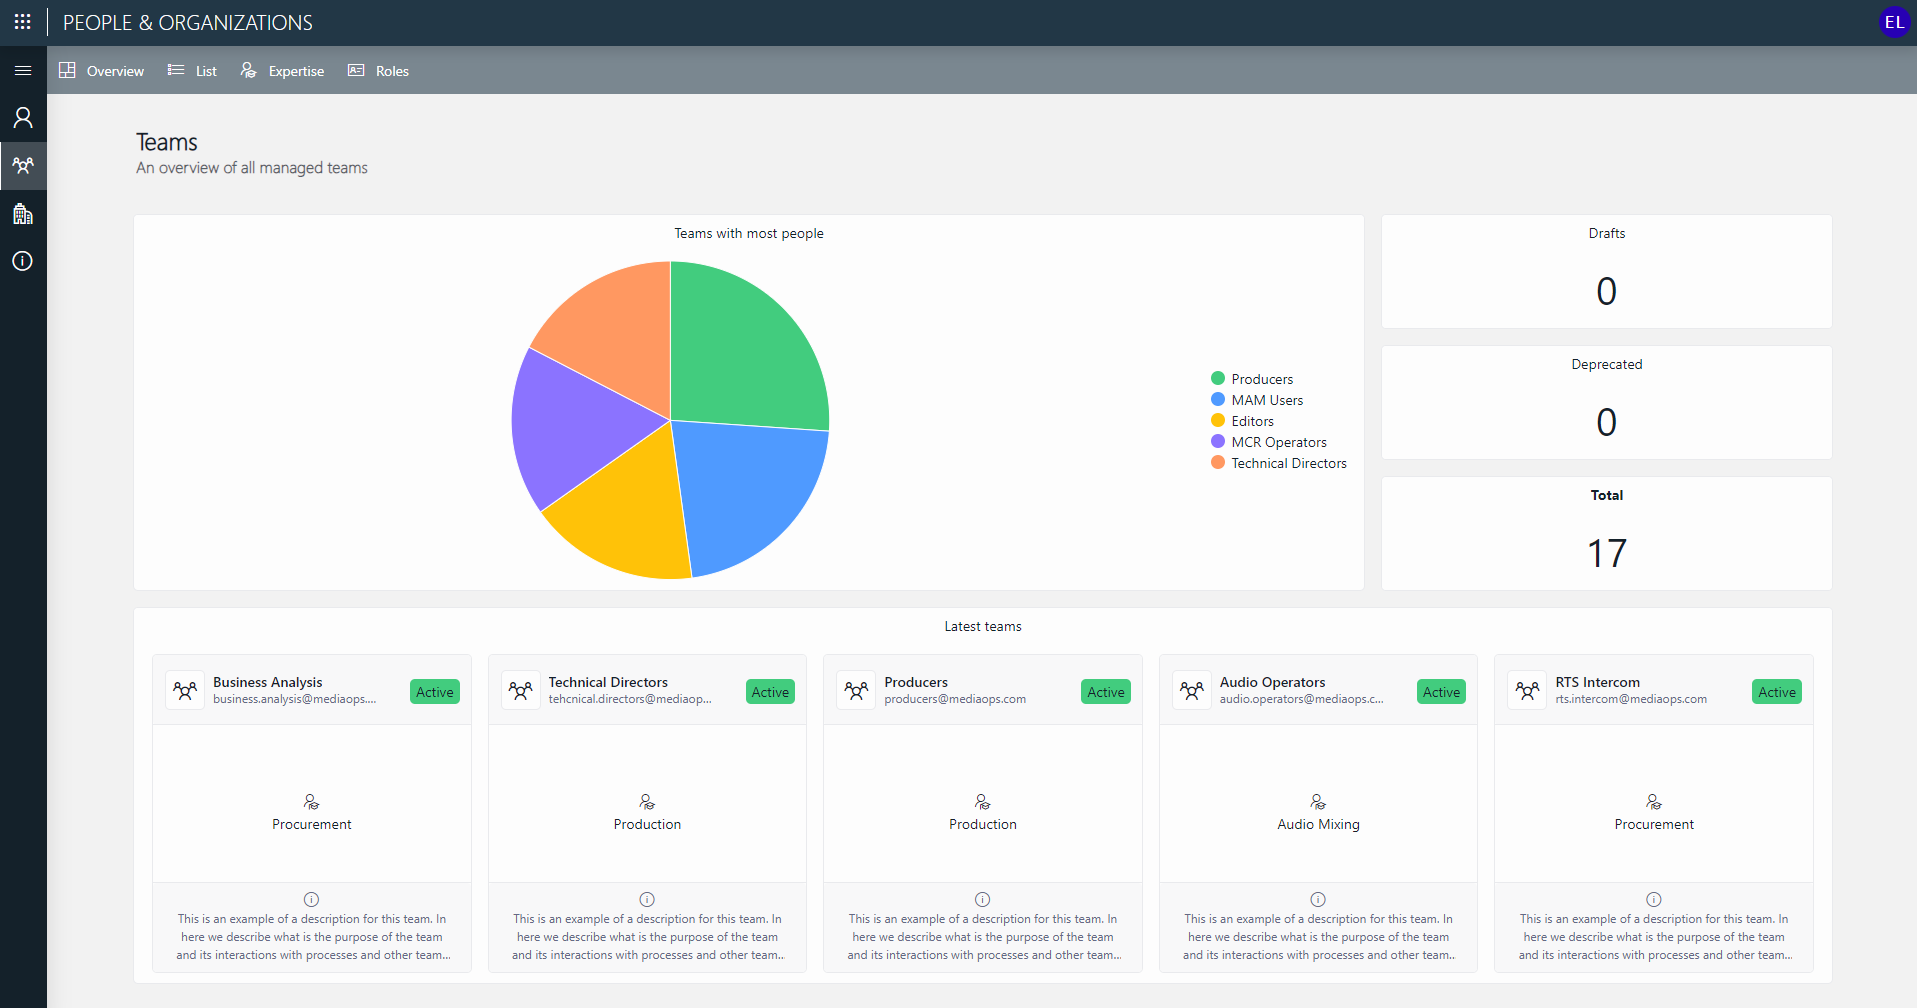 PEOPLE & ORGANIZATIONS
EL
Overview
List
Expertise
Roles
Teams
An overview of all managed teams
Teams with most people
Producers
MAM Users
Editors
MCR Operators
Technical Directors
Drafts
0
Deprecated
0
Total
17
Latest teams
Business Analysis
business.analysis@mediaops....
Active
Procurement
This is an example of a description for this team. In
here we describe what is the purpose of the team
and its interactions with processes and other team...
Technical Directors
tehcnical.directors@mediaop...
Active
Production
This is an example of a description for this team. In
here we describe what is the purpose of the team
and its interactions with processes and other team...
Producers
producers@mediaops.com
Active
Production
This is an example of a description for this team. In
here we describe what is the purpose of the team
and its interactions with processes and other team...
Audio Operators
audio.operators@mediaops.c...
Active
Audio Mixing
This is an example of a description for this team. In
here we describe what is the purpose of the team
and its interactions with processes and other team..
RTS Intercom
rts.intercom@mediaops.com
Active
Procurement
This is an example of a description for this team. In
here we describe what is the purpose of the team
and its interactions with processes and other team...